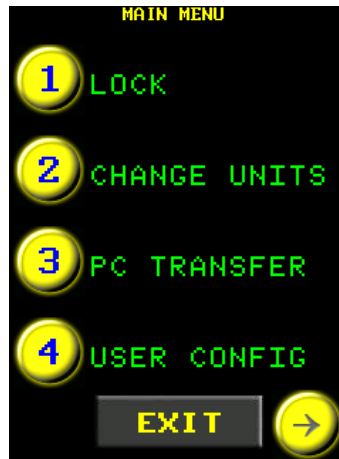 MAIN MENU
1 LOCK
2 CHANGE UNITS
3 PC TRANSFER
4 USER CONFIG
EXIT →